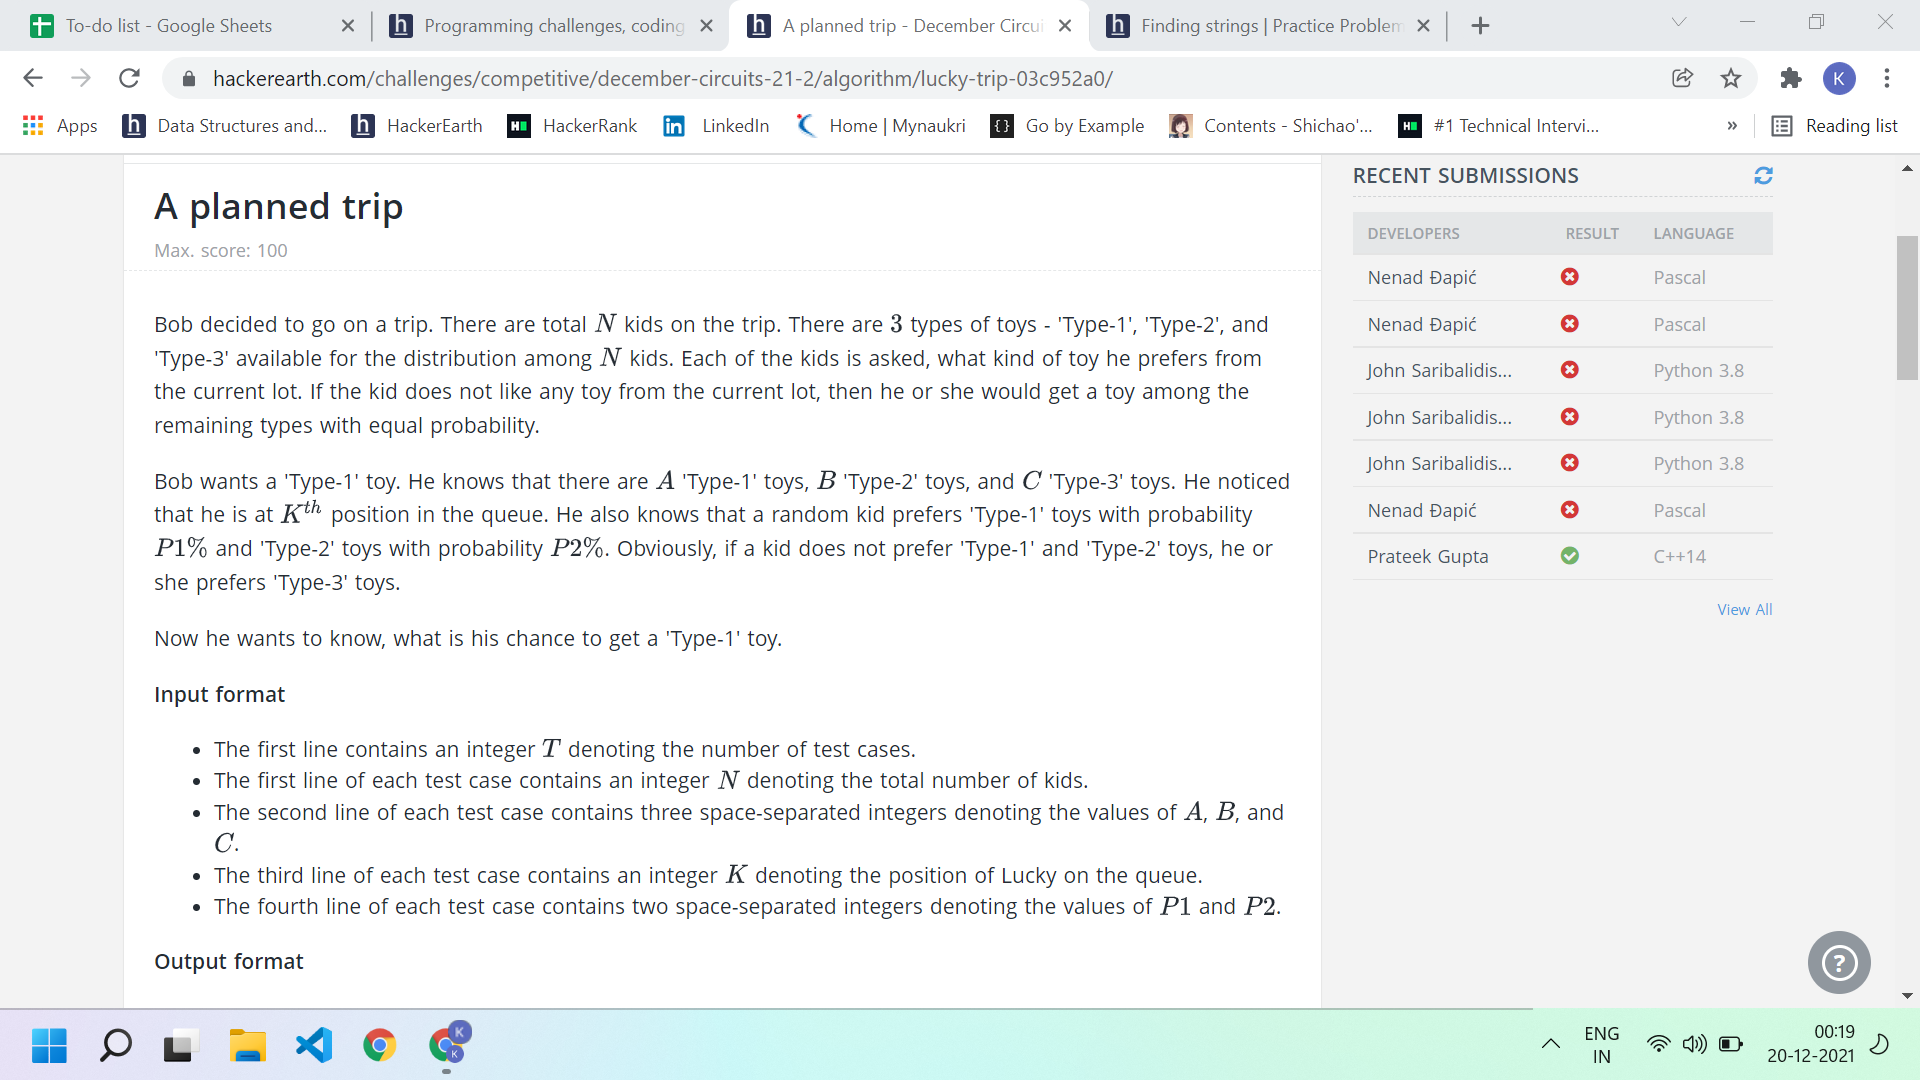 To-do list - Google Sheets
Programming challenges, coding
A planned trip - December Circui
Finding strings | Practice Problem
hackerearth.com/challenges/competitive/december-circuits-21-2/algorithm/lucky-trip-03c952a0/
K
Apps
Data Structures and...
HackerEarth
HackerRank
LinkedIn
Home | Mynaukri
Go by Example
Contents - Shichao'...
#1 Technical Intervi...
»
Reading list
A planned trip
Max. score: 100
Bob decided to go on a trip. There are total N kids on the trip. There are 3 types of toys - 'Type-1', 'Type-2', and
'Type-3' available for the distribution among N kids. Each of the kids is asked, what kind of toy he prefers from
the current lot. If the kid does not like any toy from the current lot, then he or she would get a toy among the
remaining types with equal probability.
Bob wants a 'Type-1' toy. He knows that there are A 'Type-1' toys, B 'Type-2' toys, and C 'Type-3' toys. He noticed
that he is at K^th position in the queue. He also knows that a random kid prefers 'Type-1' toys with probability
P1% and 'Type-2' toys with probability P2%. Obviously, if a kid does not prefer 'Type-1' and 'Type-2' toys, he or
she prefers 'Type-3' toys.
Now he wants to know, what is his chance to get a 'Type-1' toy.
Input format
• The first line contains an integer T denoting the number of test cases.
• The first line of each test case contains an integer N denoting the total number of kids.
• The second line of each test case contains three space-separated integers denoting the values of A, B, and
C.
• The third line of each test case contains an integer K denoting the position of Lucky on the queue.
• The fourth line of each test case contains two space-separated integers denoting the values of P1 and P2.
Output format
RECENT SUBMISSIONS
DEVELOPERS RESULT LANGUAGE
Nenad Đapić Pascal
Nenad Đapić Pascal
John Saribalidis... Python 3.8
John Saribalidis... Python 3.8
John Saribalidis... Python 3.8
Nenad Đapić Pascal
Prateek Gupta C++14
View All
?
K
K
ENG
IN
00:19
20-12-2021